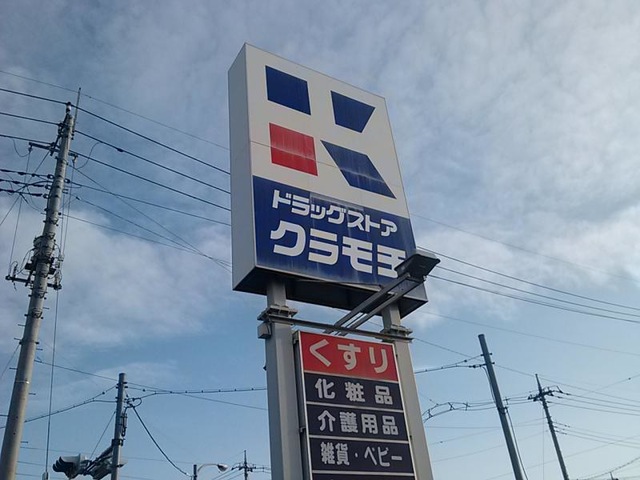 ドラッグストア
クラモチ
くすり
化粧品
介護用品
雑貨・ベビー